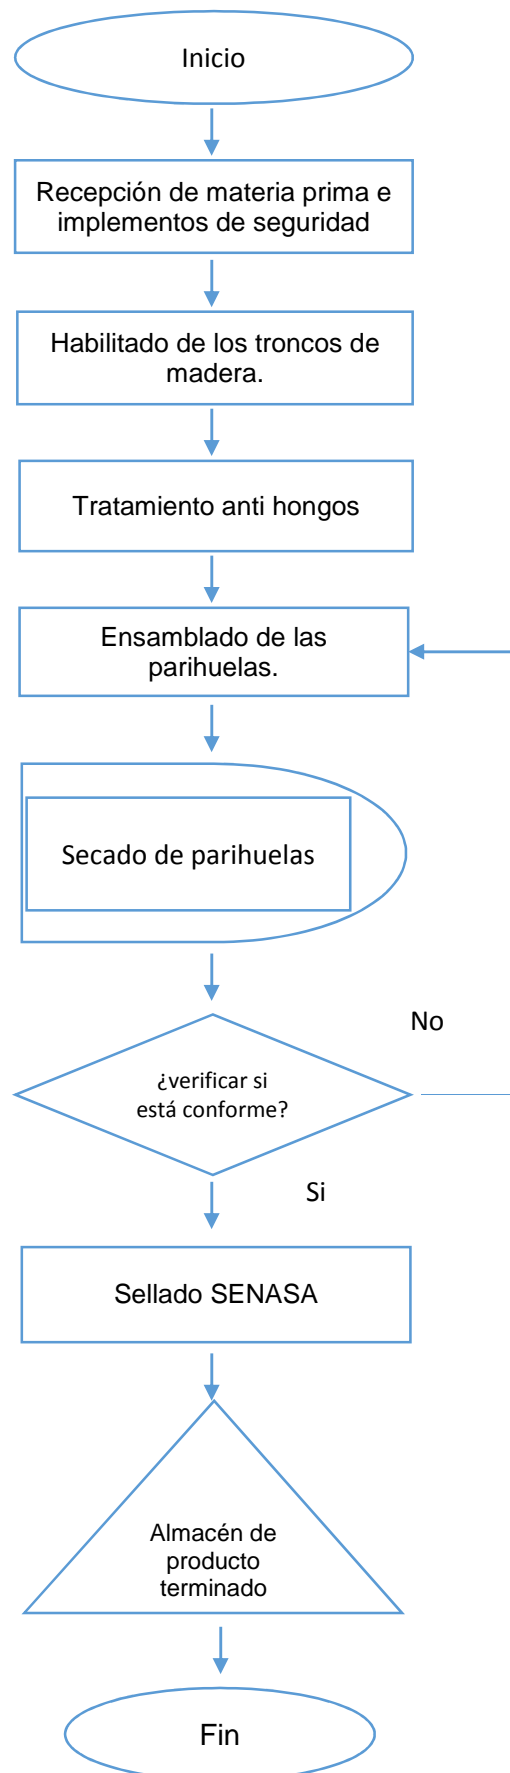 Inicio
Recepción de materia prima e
implementos de seguridad
Habilitado de los troncos de
madera.
Tratamiento anti hongos
Ensamblado de las
parihuelas.
Secado de parihuelas
No
¿verificar si
está conforme?
Si
Sellado SENASA
Almacén de
producto
terminado
Fin